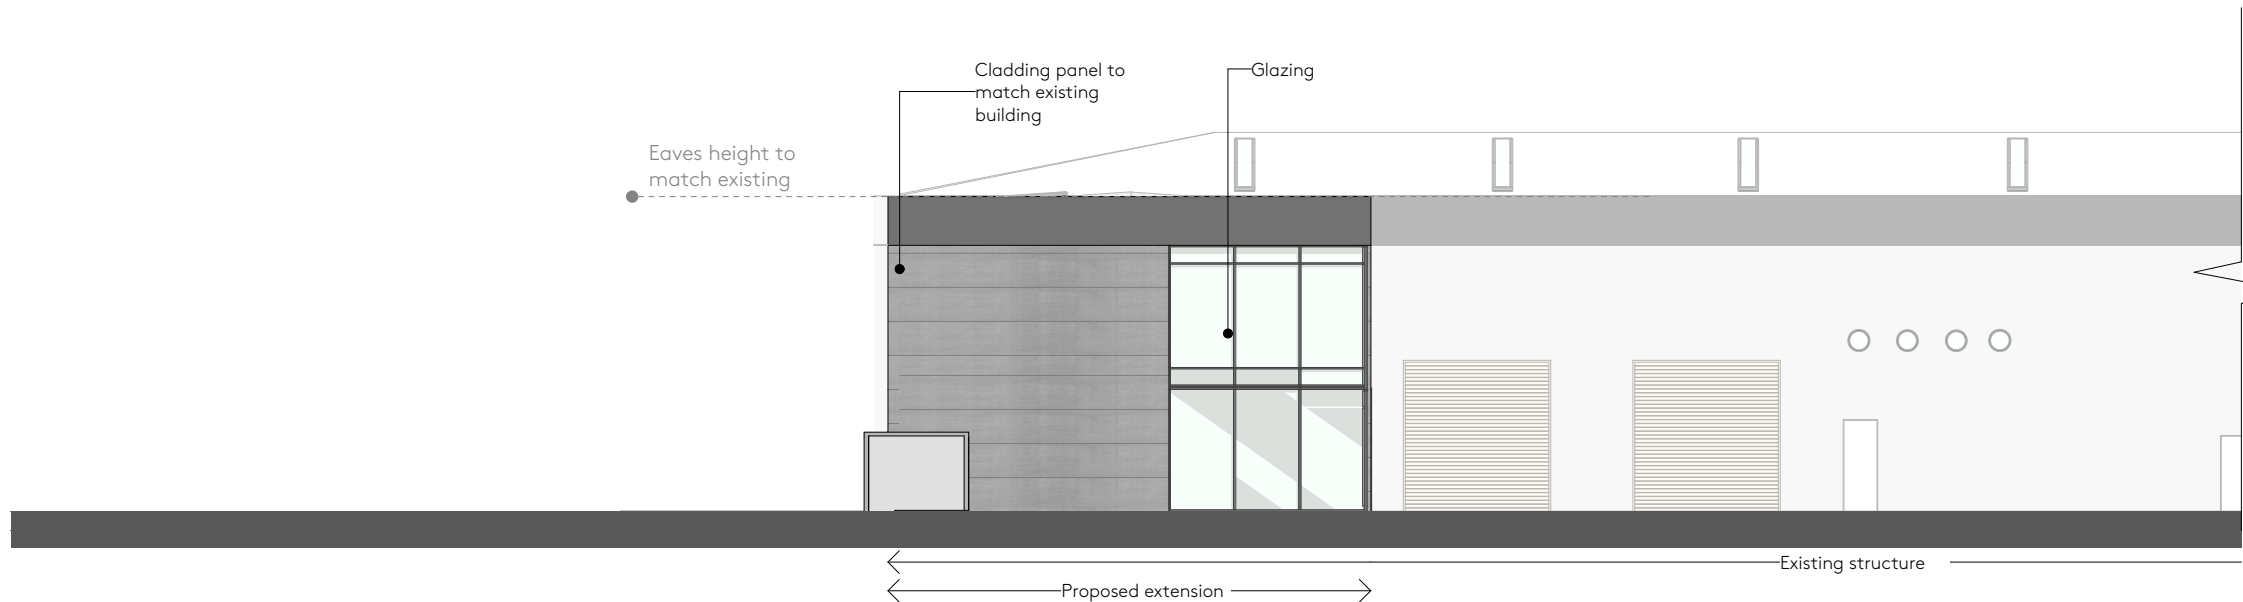 Cladding panel to
match existing
building
Glazing
Eaves height to
match existing
Existing structure
Proposed extension